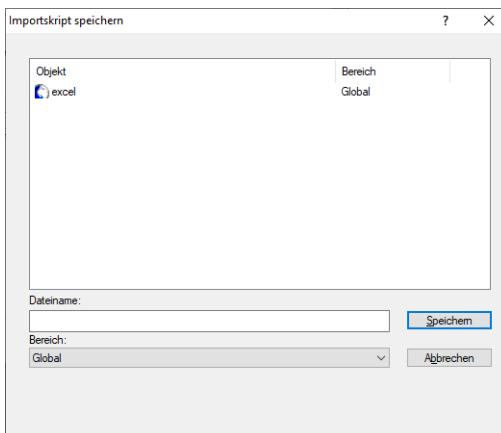 Importskript speichern ?
Objekt Bereich
excel Global
Dateiname:
Speichern
Bereich:
Global Abbrechen